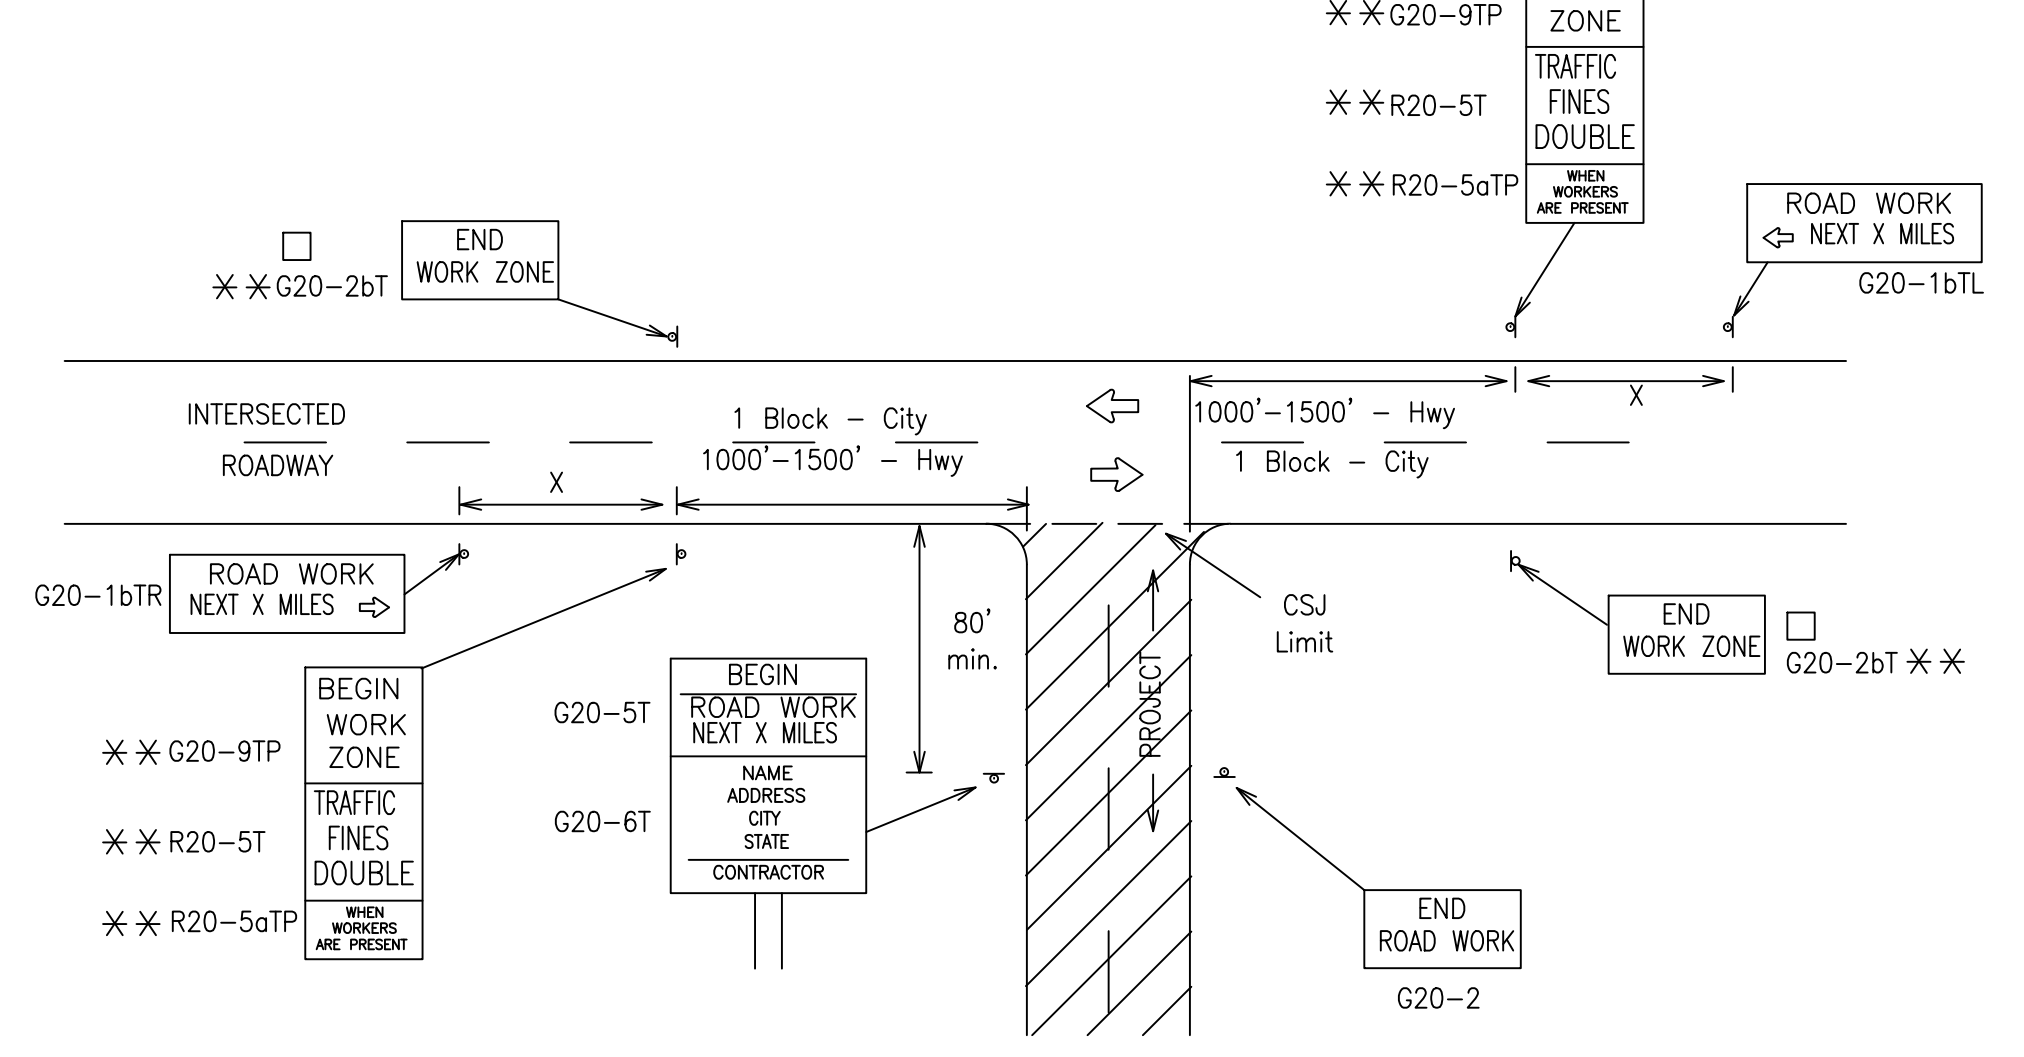 * * G20-9TP
ZONE
TRAFFIC
FINES
DOUBLE
* * R20-5T
* * R20-5aTP
WHEN
WORKERS
ARE PRESENT
ROAD WORK
NEXT X MILES
G20-1bTL
END
WORK ZONE
* * G20-2bT
INTERSECTED
ROADWAY
1 Block - City
1000'-1500' - Hwy
X
1000'-1500' - Hwy
1 Block - City
X
G20-1bTR
ROAD WORK
NEXT X MILES
80'
min.
CSJ
Limit
PROJECT
END
WORK ZONE
G20-2bT * *
BEGIN
WORK
ZONE
* * G20-9TP
TRAFFIC
FINES
DOUBLE
* * R20-5T
WHEN
WORKERS
ARE PRESENT
* * R20-5aTP
G20-5T
BEGIN
ROAD WORK
NEXT X MILES
G20-6T
NAME
ADDRESS
CITY
STATE
CONTRACTOR
END
ROAD WORK
G20-2